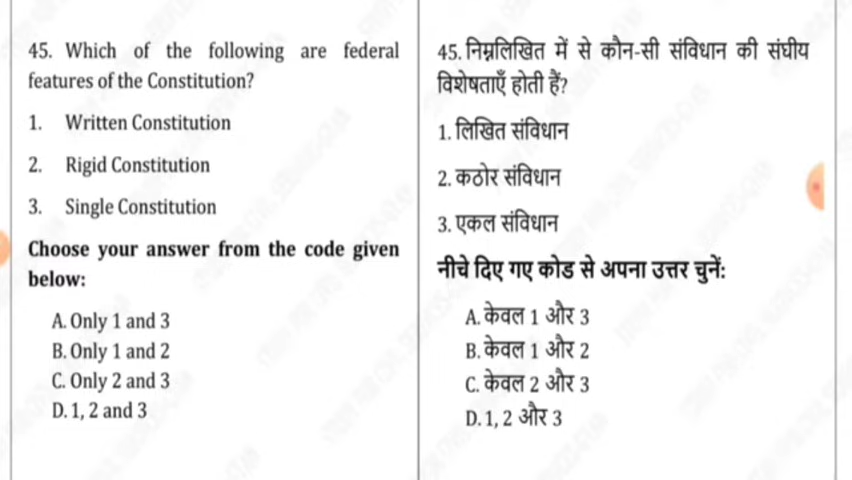 45. Which of the following are federal
features of the Constitution?
1. Written Constitution
2. Rigid Constitution
3. Single Constitution
Choose your answer from the code given
below:
A. Only 1 and 3
B. Only 1 and 2
C. Only 2 and 3
D. 1, 2 and 3
45. निम्नलिखित में से कौन-सी संविधान की संघीय
विशेषताएँ होती हैं?
1. लिखित संविधान
2. कठोर संविधान
3. एकल संविधान
नीचे दिए गए कोड से अपना उत्तर चुनें:
A. केवल 1 और 3
B. केवल 1 और 2
C. केवल 2 और 3
D. 1, 2 और 3